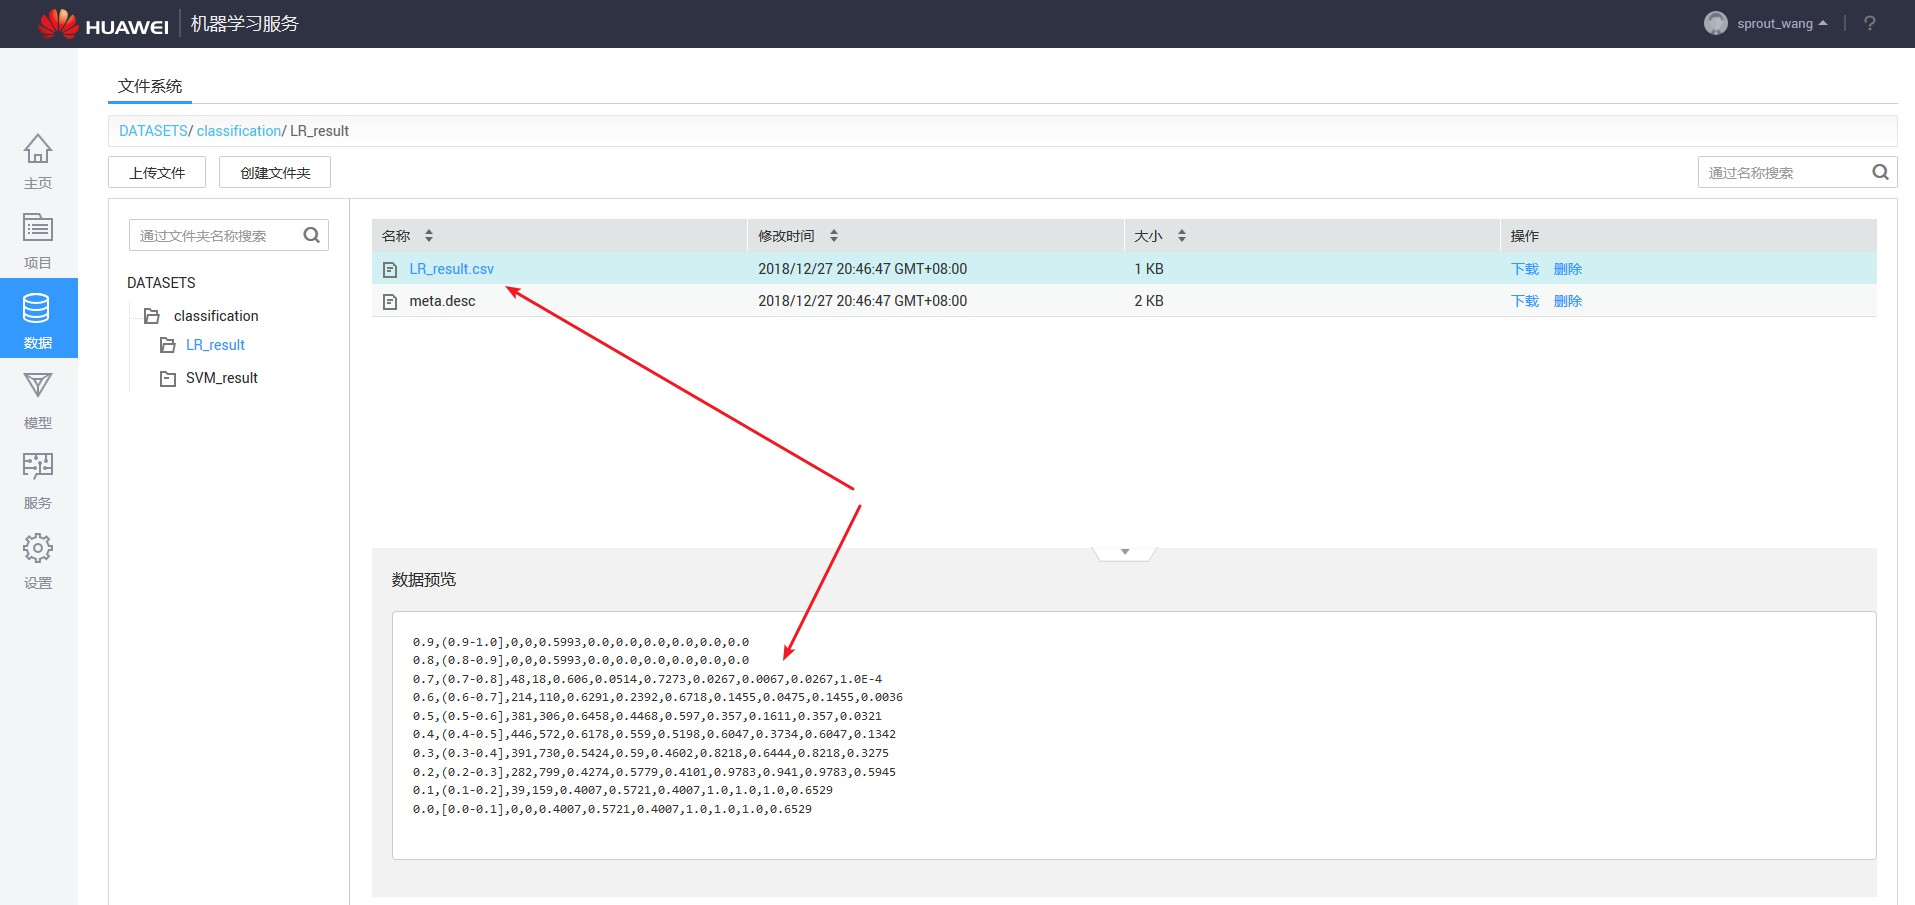 HUAWEI 机器学习服务
sprout_wang
?
文件系统
DATASETS/ classification/ LR_result
上传文件 创建文件夹
通过名称搜索
主页
项目
数据
模型
服务
设置
通过文件夹名称搜索
DATASETS
classification
LR_result
SVM_result
名称 修改时间 大小 操作
LR_result.csv 2018/12/27 20:46:47 GMT+08:00 1 KB 下载 删除
meta.desc 2018/12/27 20:46:47 GMT+08:00 2 KB 下载 删除
数据预览
0.9,(0.9-1.0],0,0,0.5993,0.0,0.0,0.0,0.0,0.0,0.0
0.8,(0.8-0.9],0,0,0.5993,0.0,0.0,0.0,0.0,0.0,0.0
0.7,(0.7-0.8],48,18,0.606,0.0514,0.7273,0.0267,0.0067,0.0267,1.0E-4
0.6,(0.6-0.7],214,110,0.6291,0.2392,0.6718,0.1455,0.0475,0.1455,0.0036
0.5,(0.5-0.6],381,306,0.6458,0.4468,0.597,0.357,0.1611,0.357,0.0321
0.4,(0.4-0.5],446,572,0.6178,0.559,0.5198,0.6047,0.3734,0.6047,0.1342
0.3,(0.3-0.4],391,730,0.5424,0.59,0.4602,0.8218,0.6444,0.8218,0.3275
0.2,(0.2-0.3],282,799,0.4274,0.5779,0.4101,0.9783,0.941,0.9783,0.5945
0.1,(0.1-0.2],39,159,0.4007,0.5721,0.4007,1.0,1.0,1.0,0.6529
0.0,[0.0-0.1],0,0,0.4007,0.5721,0.4007,1.0,1.0,1.0,0.6529